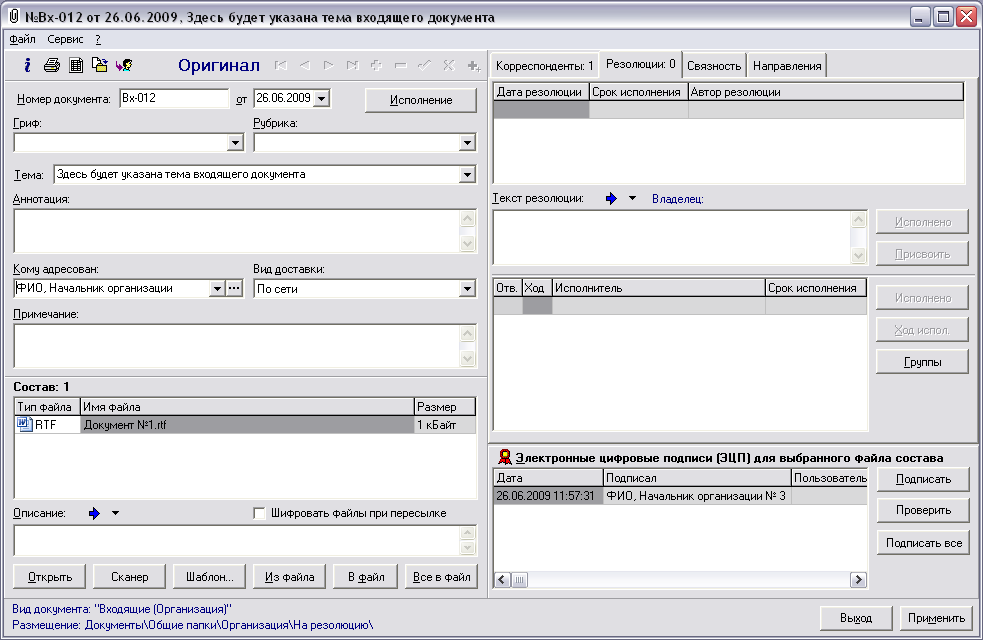 №Вх-012 от 26.06.2009, Здесь будет указана тема входящего документа
Файл Сервис ?
Оригинал
Номер документа: Вх-012 от 26.06.2009 Исполнение
Гриф: Рубрика:
Тема: Здесь будет указана тема входящего документа
Аннотация:
Кому адресован: Вид доставки:
ФИО, Начальник организации По сети
Примечание:
Состав: 1
Тип файла Имя файла Размер
RTF Документ №1.rtf 1 кБайт
Описание: Шифровать файлы при пересылке
Открыть Сканер Шаблон... Из файла В файл Все в файл
Корреспонденты: 1 Резолюции: 0 Связность Направления
Дата резолюции Срок исполнения Автор резолюции
Текст резолюции: Владелец:
Исполнено
Присвоить
Отв. Ход Исполнитель Срок исполнения
Исполнено
Ход испол.
Группы
Электронные цифровые подписи (ЭЦП) для выбранного файла состава
Дата Подписал Пользователь
26.06.2009 11:57:31 ФИО, Начальник организации № 3
Подписать
Проверить
Подписать все
Вид документа: "Входящие (Организация)"
Размещение: Документы\Общие папки\Организация\На резолюцию\
Выход Применить